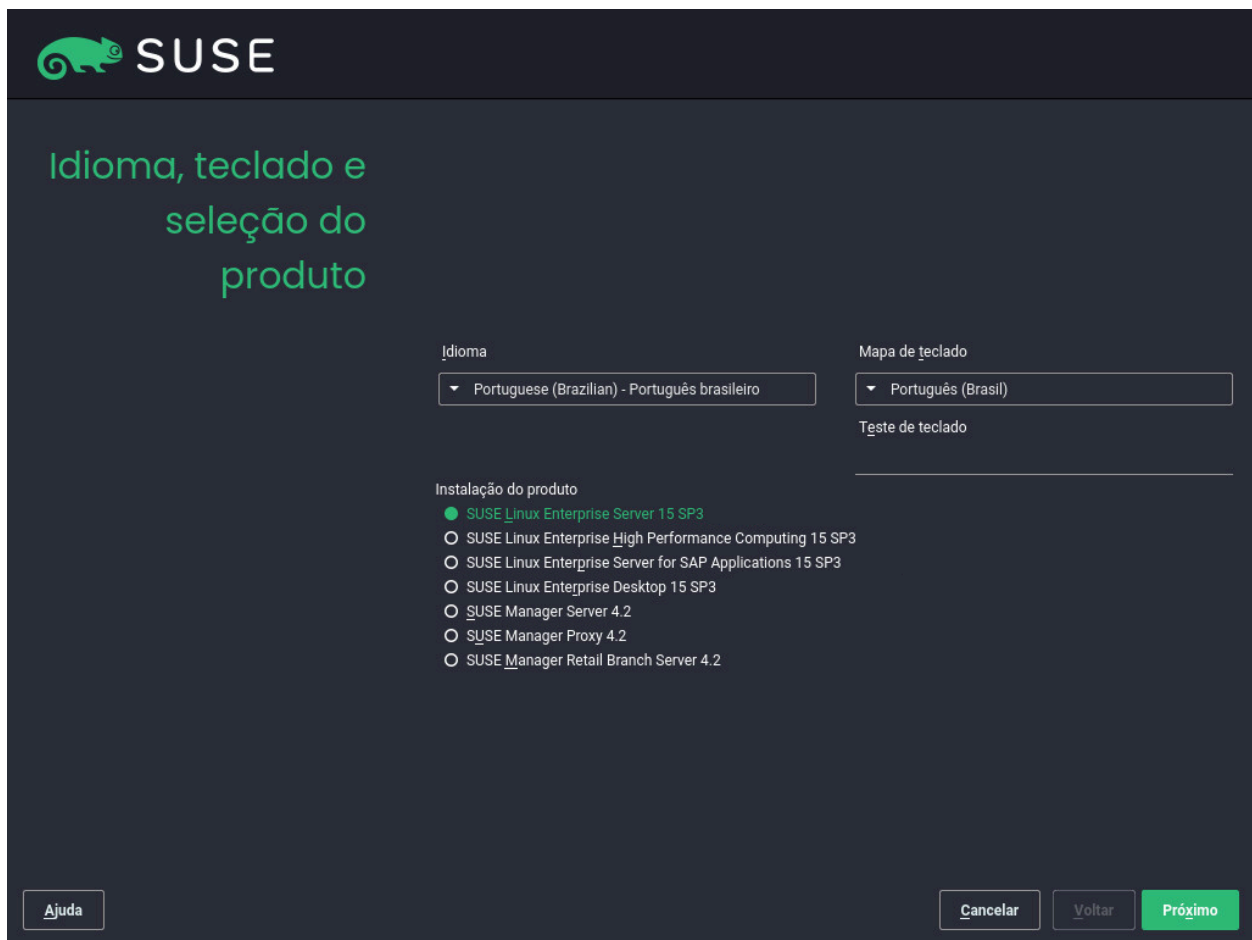 SUSE
Idioma, teclado e
seleção do
produto
Idioma
Mapa de teclado
Portuguese (Brazilian) - Português brasileiro
Português (Brasil)
Teste de teclado
Instalação do produto
SUSE Linux Enterprise Server 15 SP3
SUSE Linux Enterprise High Performance Computing 15 SP3
SUSE Linux Enterprise Server for SAP Applications 15 SP3
SUSE Linux Enterprise Desktop 15 SP3
SUSE Manager Server 4.2
SUSE Manager Proxy 4.2
SUSE Manager Retail Branch Server 4.2
Ajuda
Cancelar
Voltar
Próximo